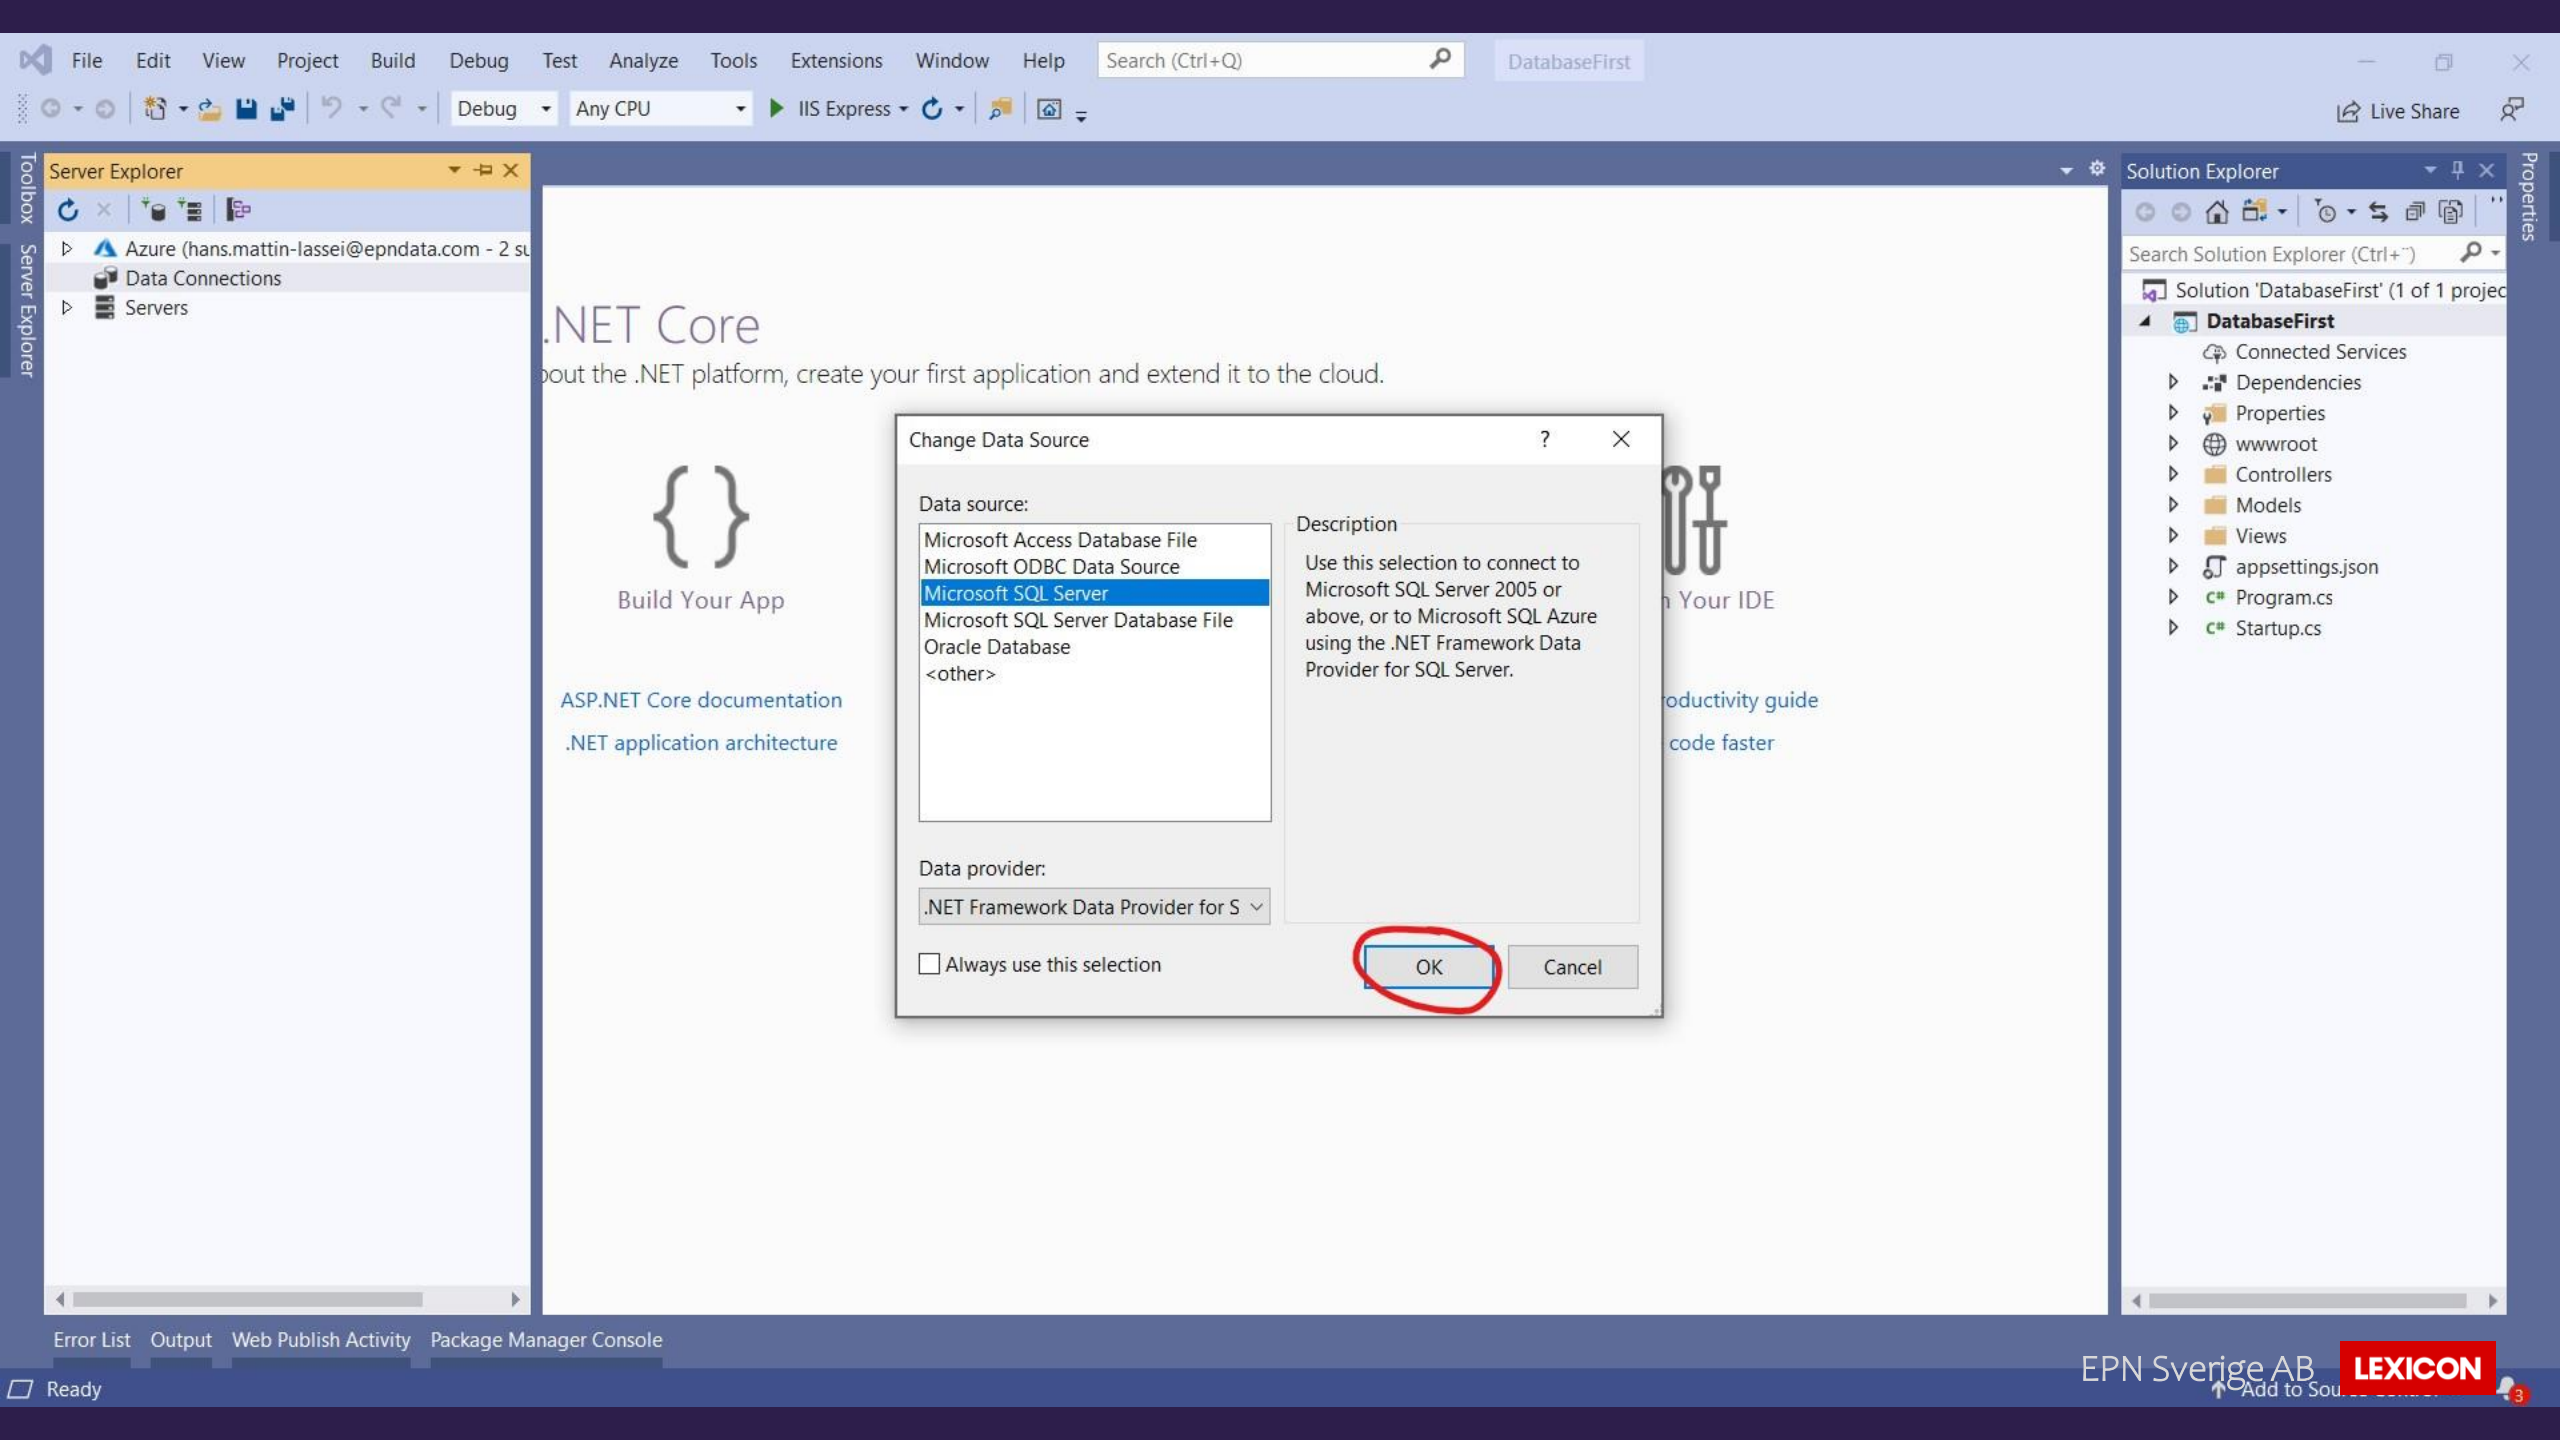 File Edit View Project Build Debug Test Analyze Tools Extensions Window Help Search (Ctrl+Q) DatabaseFirst
Debug Any CPU IIS Express Live Share
Toolbox
Server Explorer
Server Explorer
Azure (hans.mattin-lassei@epndata.com - 2 su
Data Connections
Servers
.NET Core
out the .NET platform, create your first application and extend it to the cloud.
Build Your App
ASP.NET Core documentation
.NET application architecture
Your IDE
oductivity guide
code faster
Change Data Source ?
Data source:
Microsoft Access Database File
Microsoft ODBC Data Source
Microsoft SQL Server
Microsoft SQL Server Database File
Oracle Database
<other>
Description
Use this selection to connect to
Microsoft SQL Server 2005 or
above, or to Microsoft SQL Azure
using the .NET Framework Data
Provider for SQL Server.
Data provider:
.NET Framework Data Provider for S
Always use this selection
OK Cancel
Solution Explorer
Search Solution Explorer (Ctrl+¨)
Solution 'DatabaseFirst' (1 of 1 projec
DatabaseFirst
Connected Services
Dependencies
Properties
wwwroot
Controllers
Models
Views
appsettings.json
C# Program.cs
C# Startup.cs
Properties
Error List Output Web Publish Activity Package Manager Console
EPN Sverige AB LEXICON
Ready Add to Sou 3